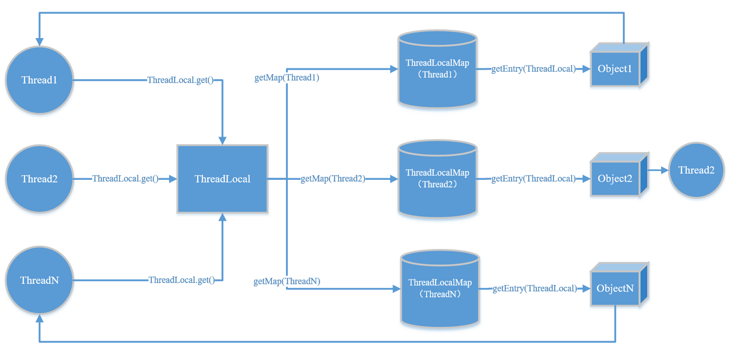 Thread1
ThreadLocal.get()
getMap(Thread1)
ThreadLocalMap
（Thread1）
getEntry(ThreadLocal)
Object1
Thread2
ThreadLocal.get()
ThreadLocal
getMap(Thread2)
ThreadLocalMap
（Thread2）
getEntry(ThreadLocal)
Object2
Thread2
ThreadN
ThreadLocal.get()
getMap(ThreadN)
ThreadLocalMap
（ThreadN）
getEntry(ThreadLocal)
ObjectN